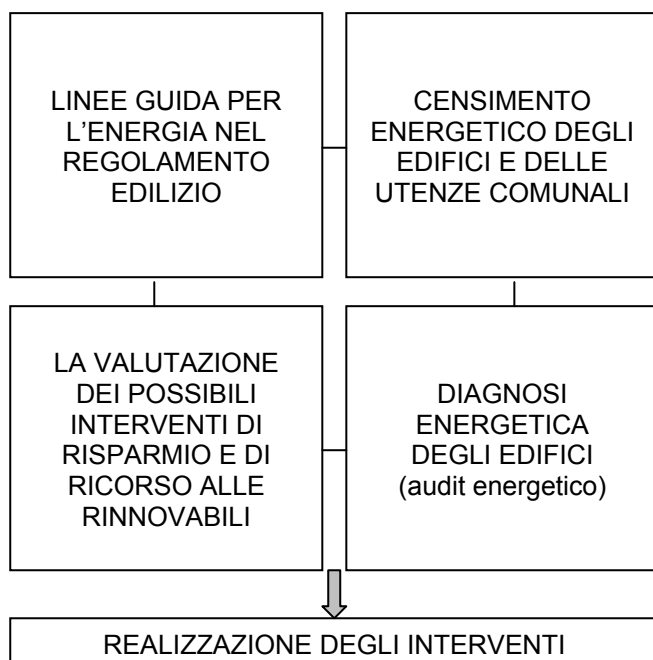 LINEE GUIDA PER
L'ENERGIA NEL
REGOLAMENTO
EDILIZIO
CENSIMENTO
ENERGETICO DEGLI
EDIFICI E DELLE
UTENZE COMUNALI
LA VALUTAZIONE
DEI POSSIBILI
INTERVENTI DI
RISPARMIO E DI
RICORSO ALLE
RINNOVABILI
DIAGNOSI
ENERGETICA
DEGLI EDIFICI
(audit energetico)
REALIZZAZIONE DEGLI INTERVENTI